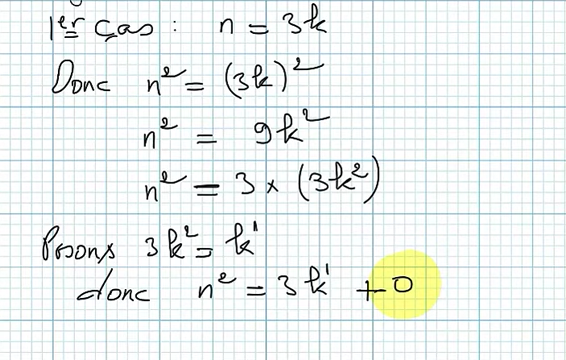 1er cas : n = 3k
Donc n² = (3k)²
n² = 9k²
n² = 3 × (3k²)
Posons 3k² = k'
donc n² = 3k' + 0